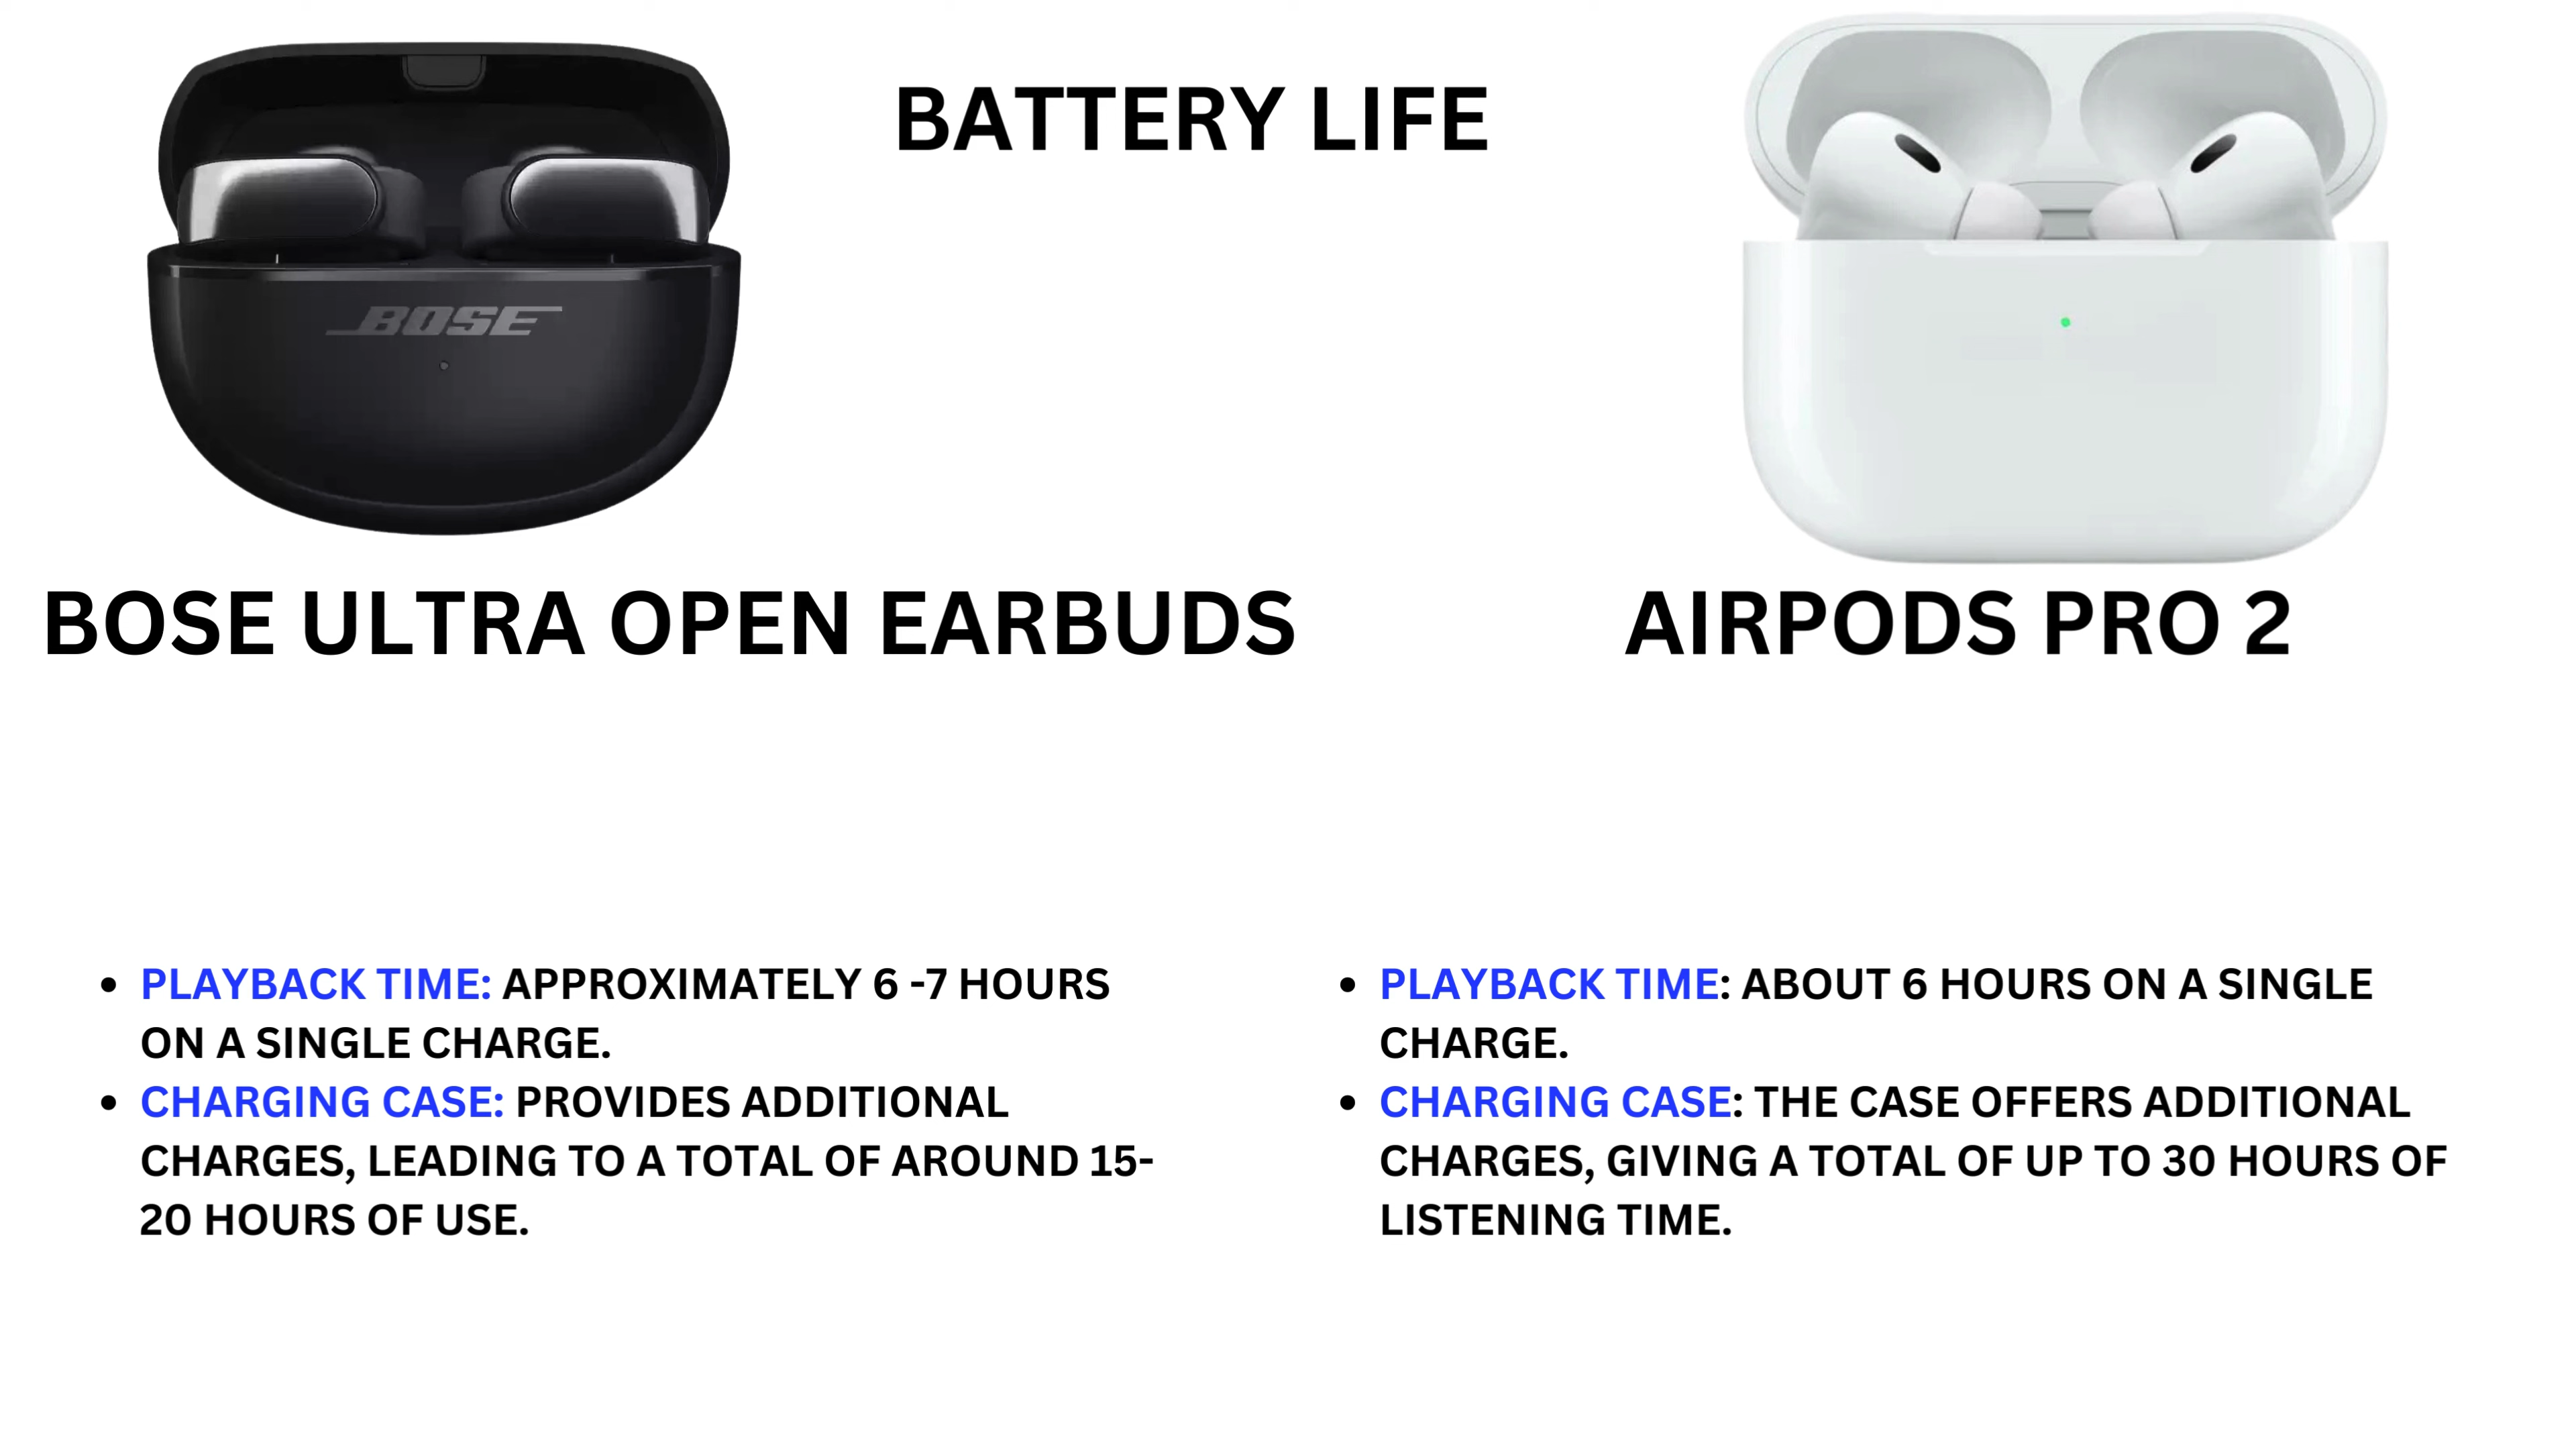 BATTERY LIFE
BOSE
BOSE ULTRA OPEN EARBUDS
AIRPODS PRO 2
• PLAYBACK TIME: APPROXIMATELY 6 -7 HOURS
ON A SINGLE CHARGE.
• CHARGING CASE: PROVIDES ADDITIONAL
CHARGES, LEADING TO A TOTAL OF AROUND 15-
20 HOURS OF USE.
• PLAYBACK TIME: ABOUT 6 HOURS ON A SINGLE
CHARGE.
• CHARGING CASE: THE CASE OFFERS ADDITIONAL
CHARGES, GIVING A TOTAL OF UP TO 30 HOURS OF
LISTENING TIME.